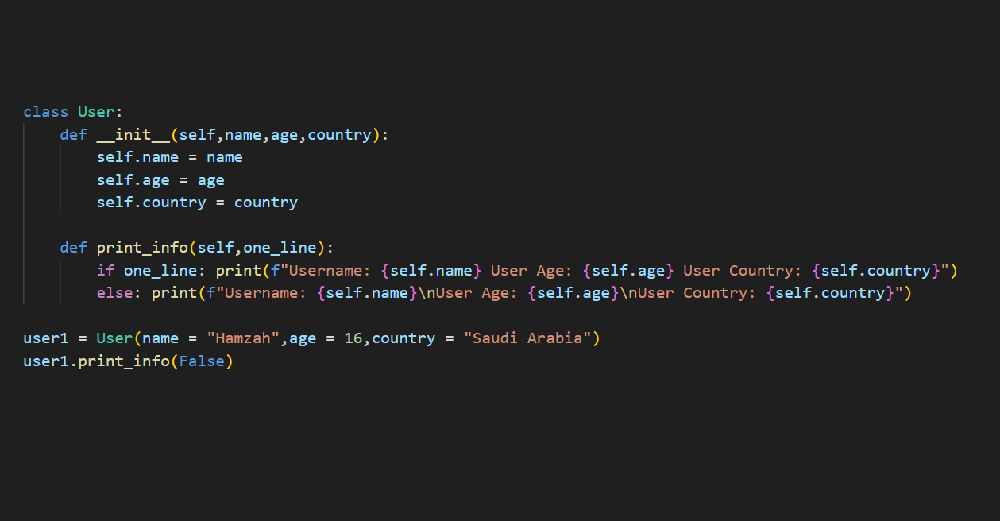 class User:
    def __init__(self,name,age,country):
        self.name = name
        self.age = age
        self.country = country

    def print_info(self,one_line):
        if one_line: print(f"Username: {self.name} User Age: {self.age} User Country: {self.country}")
        else: print(f"Username: {self.name}\nUser Age: {self.age}\nUser Country: {self.country}")

user1 = User(name = "Hamzah",age = 16,country = "Saudi Arabia")
user1.print_info(False)